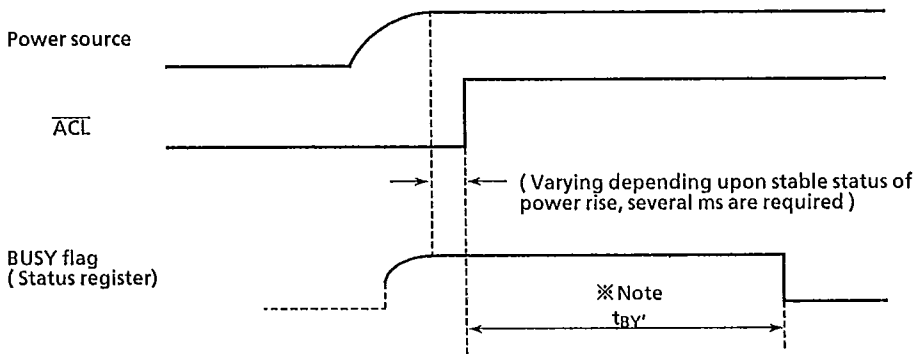 Power source
A̅C̅L̅
( Varying depending upon stable status of
power rise, several ms are required )
BUSY flag
( Status register)
※Note
tBY'